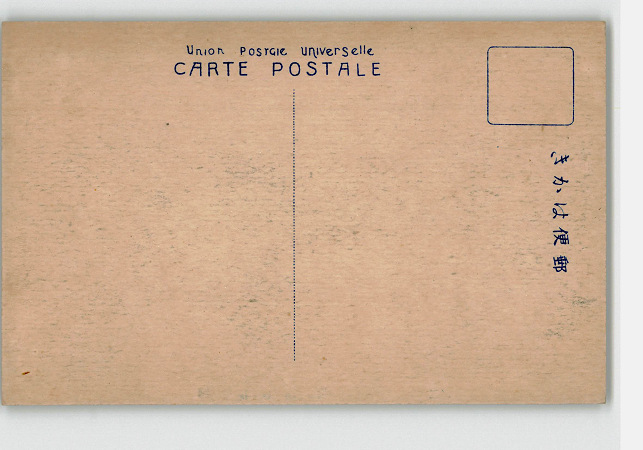 Union Postale Universelle
CARTE POSTALE
きかは便郵